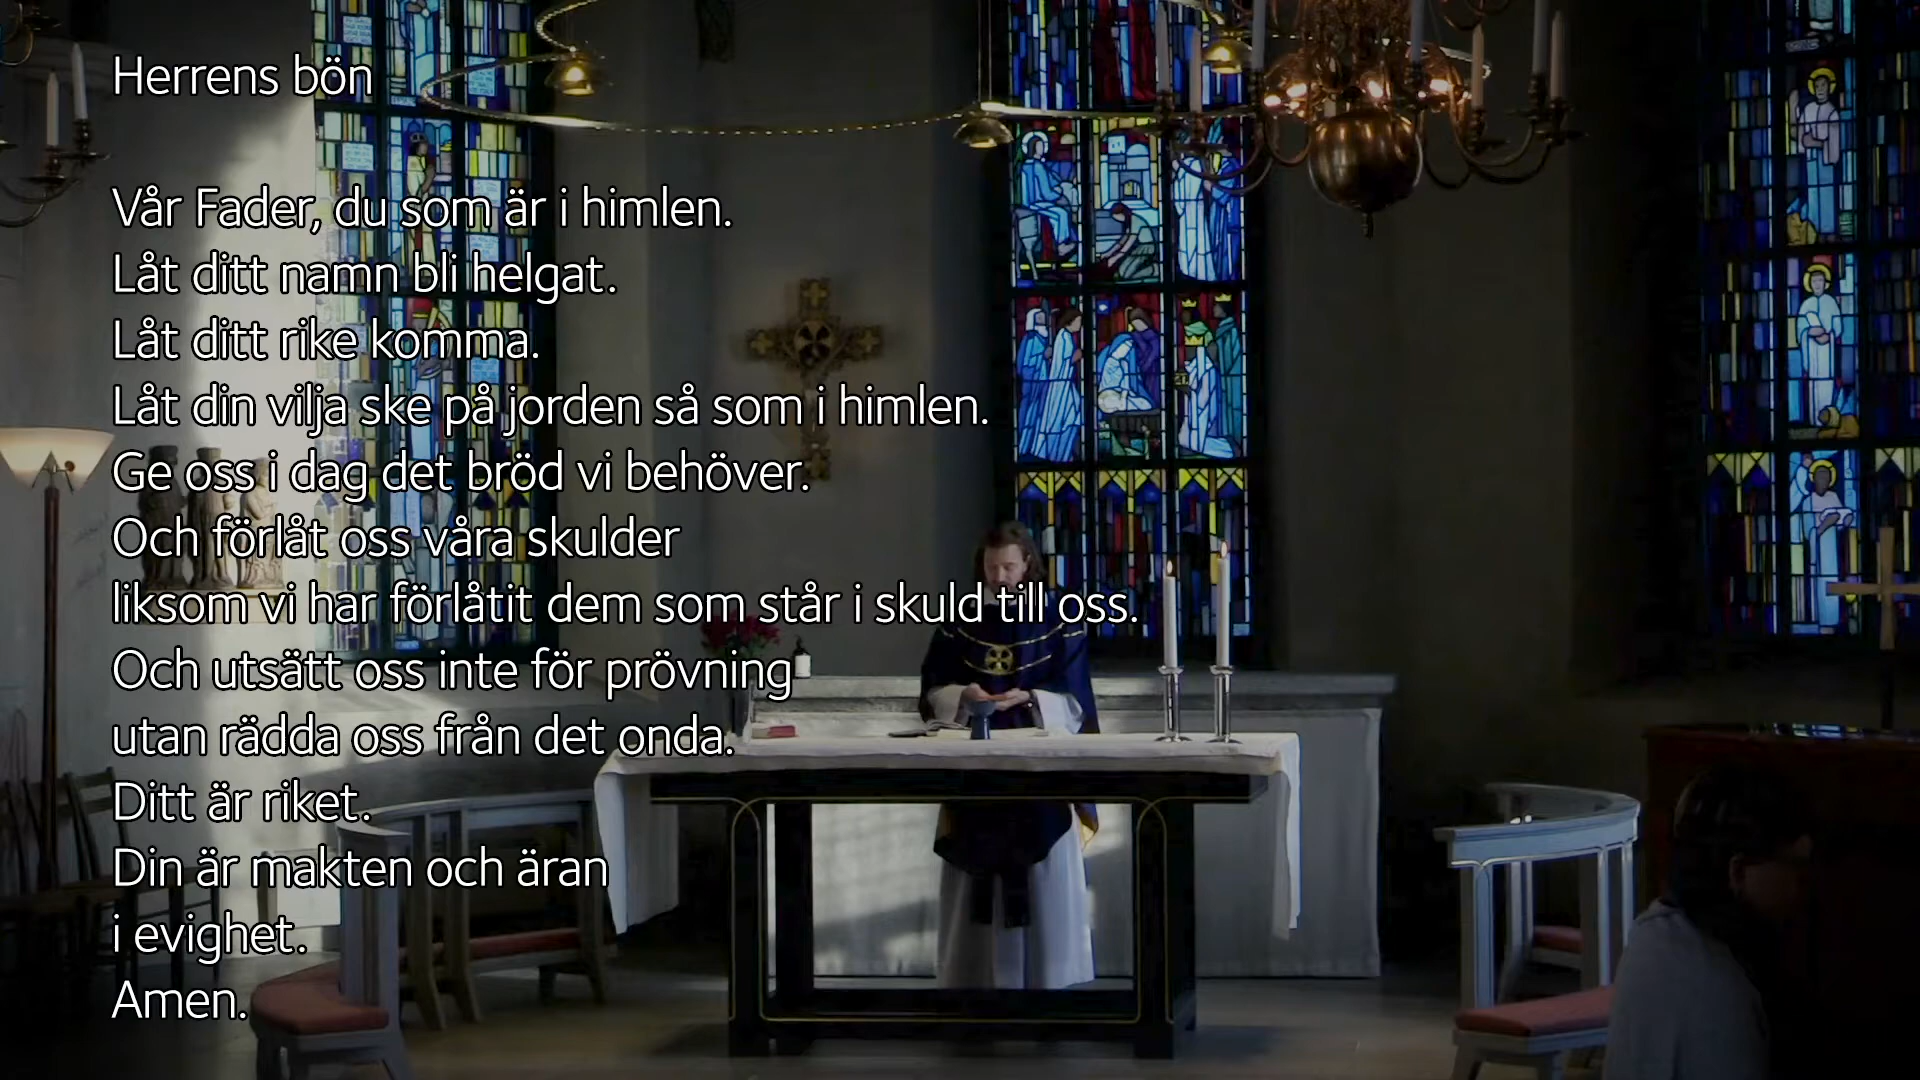 Herrens bön
Vår Fader, du som är i himlen.
Låt ditt namn bli helgat.
Låt ditt rike komma.
Låt din vilja ske på jorden så som i himlen.
Ge oss i dag det bröd vi behöver.
Och förlåt oss våra skulder
liksom vi har förlåtit dem som står i skuld till oss.
Och utsätt oss inte för prövning
utan rädda oss från det onda.
Ditt är riket.
Din är makten och äran
i evighet.
Amen.